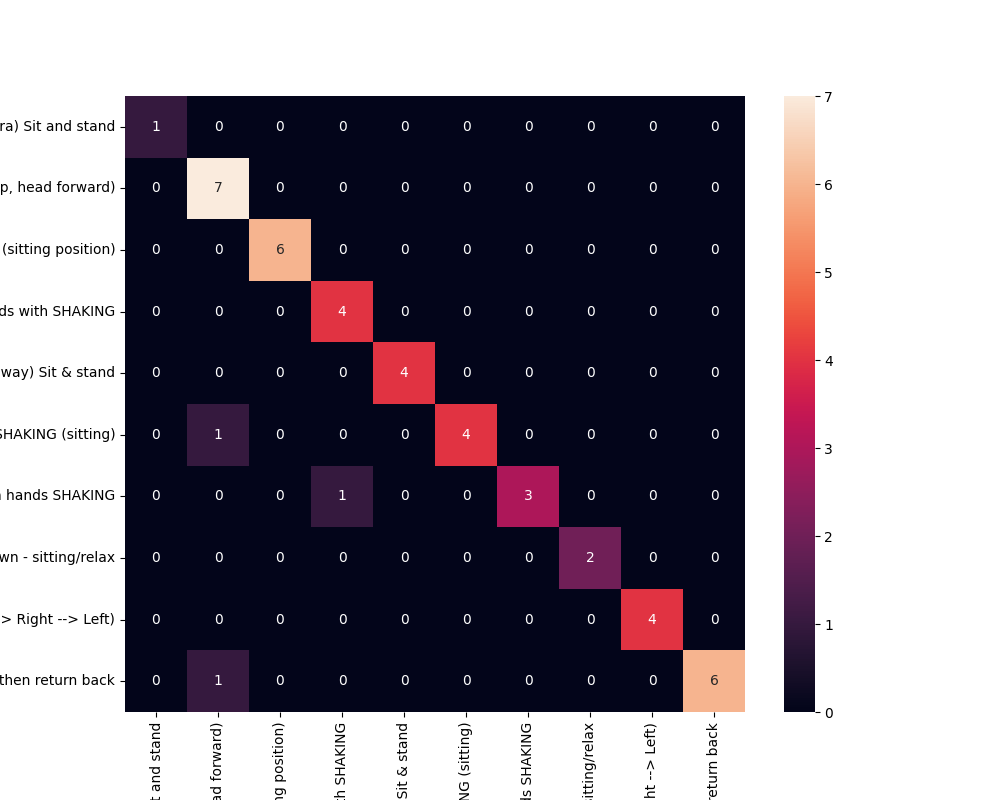 ra) Sit and stand 1 0 0 0 0 0 0 0 0 0
p, head forward) 0 7 0 0 0 0 0 0 0 0
(sitting position) 0 0 6 0 0 0 0 0 0 0
ds with SHAKING 0 0 0 4 0 0 0 0 0 0
way) Sit & stand 0 0 0 0 4 0 0 0 0 0
SHAKING (sitting) 0 1 0 0 0 4 0 0 0 0
hands SHAKING 0 0 0 1 0 0 3 0 0 0
wn - sitting/relax 0 0 0 0 0 0 0 2 0 0
> Right --> Left) 0 0 0 0 0 0 0 0 4 0
then return back 0 1 0 0 0 0 0 0 0 6
t and stand
ad forward)
ng position)
th SHAKING
Sit & stand
NG (sitting)
ds SHAKING
sitting/relax
ht --> Left)
return back
7
6
5
4
3
2
1
0